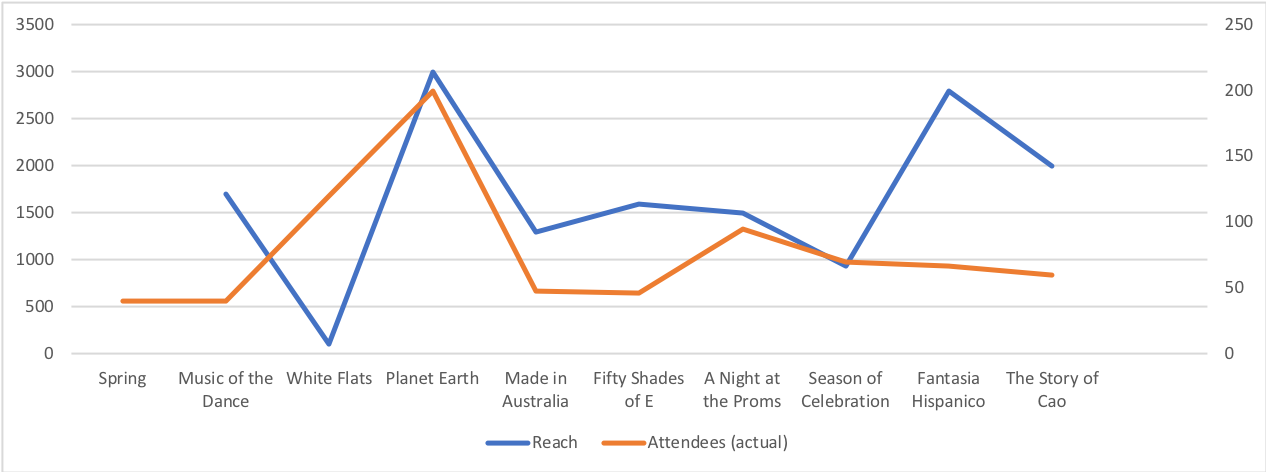 3500
3000
2500
2000
1500
1000
500
0
250
200
150
100
50
0
Spring
Music of the
Dance
White Flats
Planet Earth
Made in
Australia
Fifty Shades
of E
A Night at
the Proms
Season of
Celebration
Fantasia
Hispanico
The Story of
Cao
Reach
Attendees (actual)